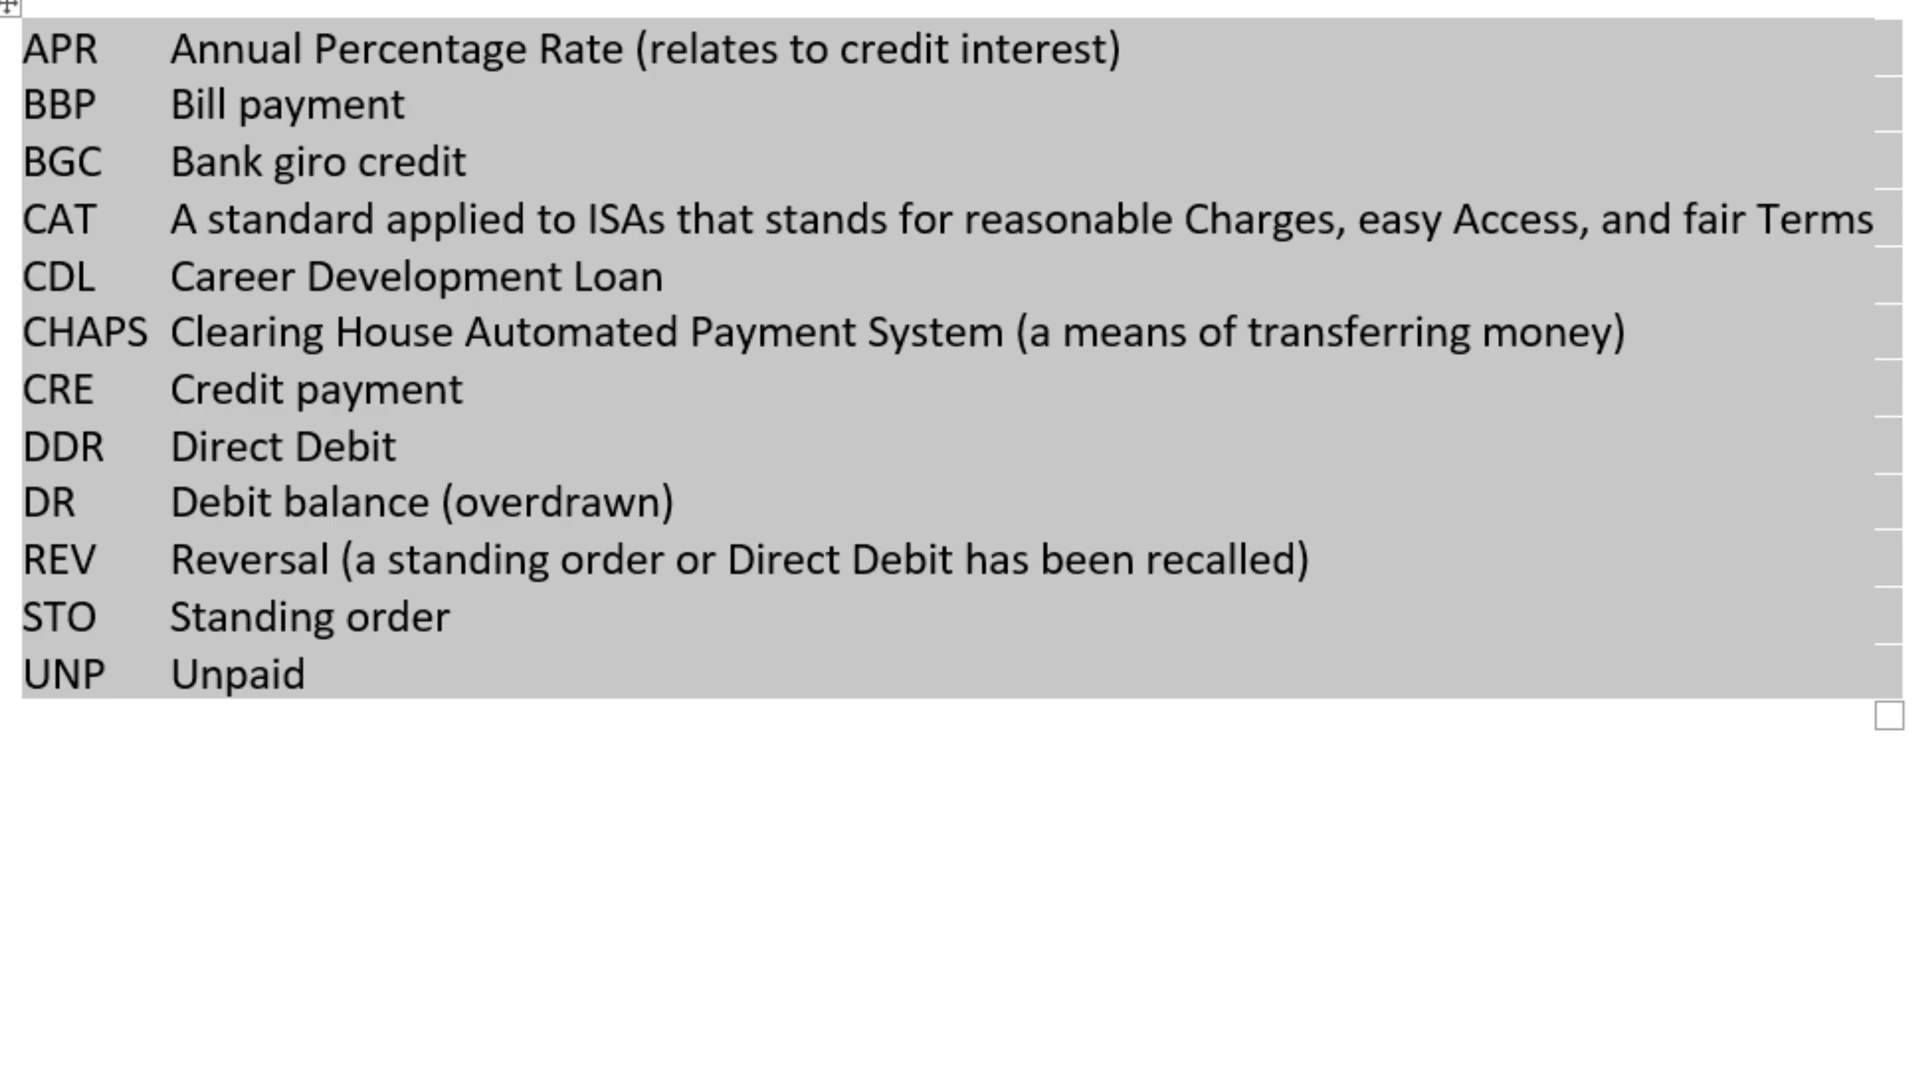 APR Annual Percentage Rate (relates to credit interest)
BBP Bill payment
BGC Bank giro credit
CAT A standard applied to ISAs that stands for reasonable Charges, easy Access, and fair Terms
CDL Career Development Loan
CHAPS Clearing House Automated Payment System (a means of transferring money)
CRE Credit payment
DDR Direct Debit
DR Debit balance (overdrawn)
REV Reversal (a standing order or Direct Debit has been recalled)
STO Standing order
UNP Unpaid